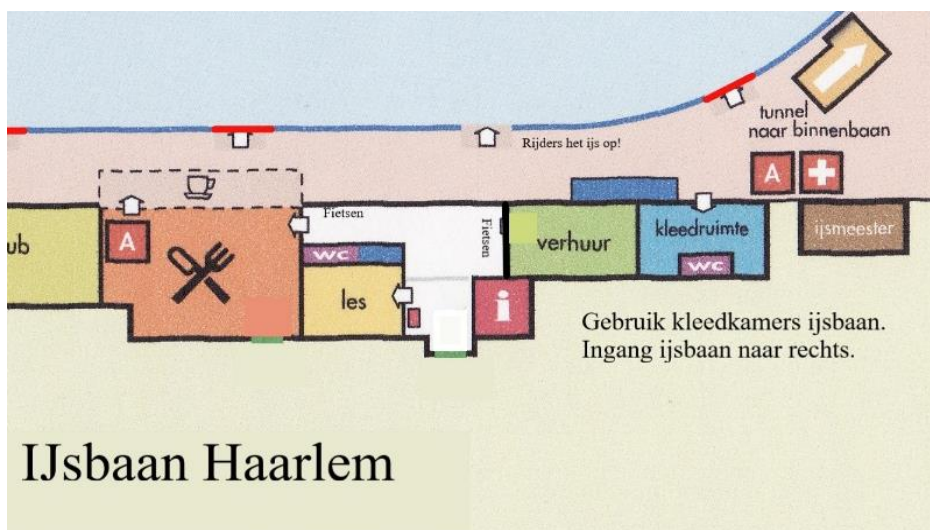 tunnel
naar binnenbaan
Rijders het ijs op!
A
Fietsen
Fietsen
ub
A
verhuur
kleedruimte
ijsmeester
wc
wc
les
i
Gebruik kleedkamers ijsbaan.
Ingang ijsbaan naar rechts.
IJsbaan Haarlem